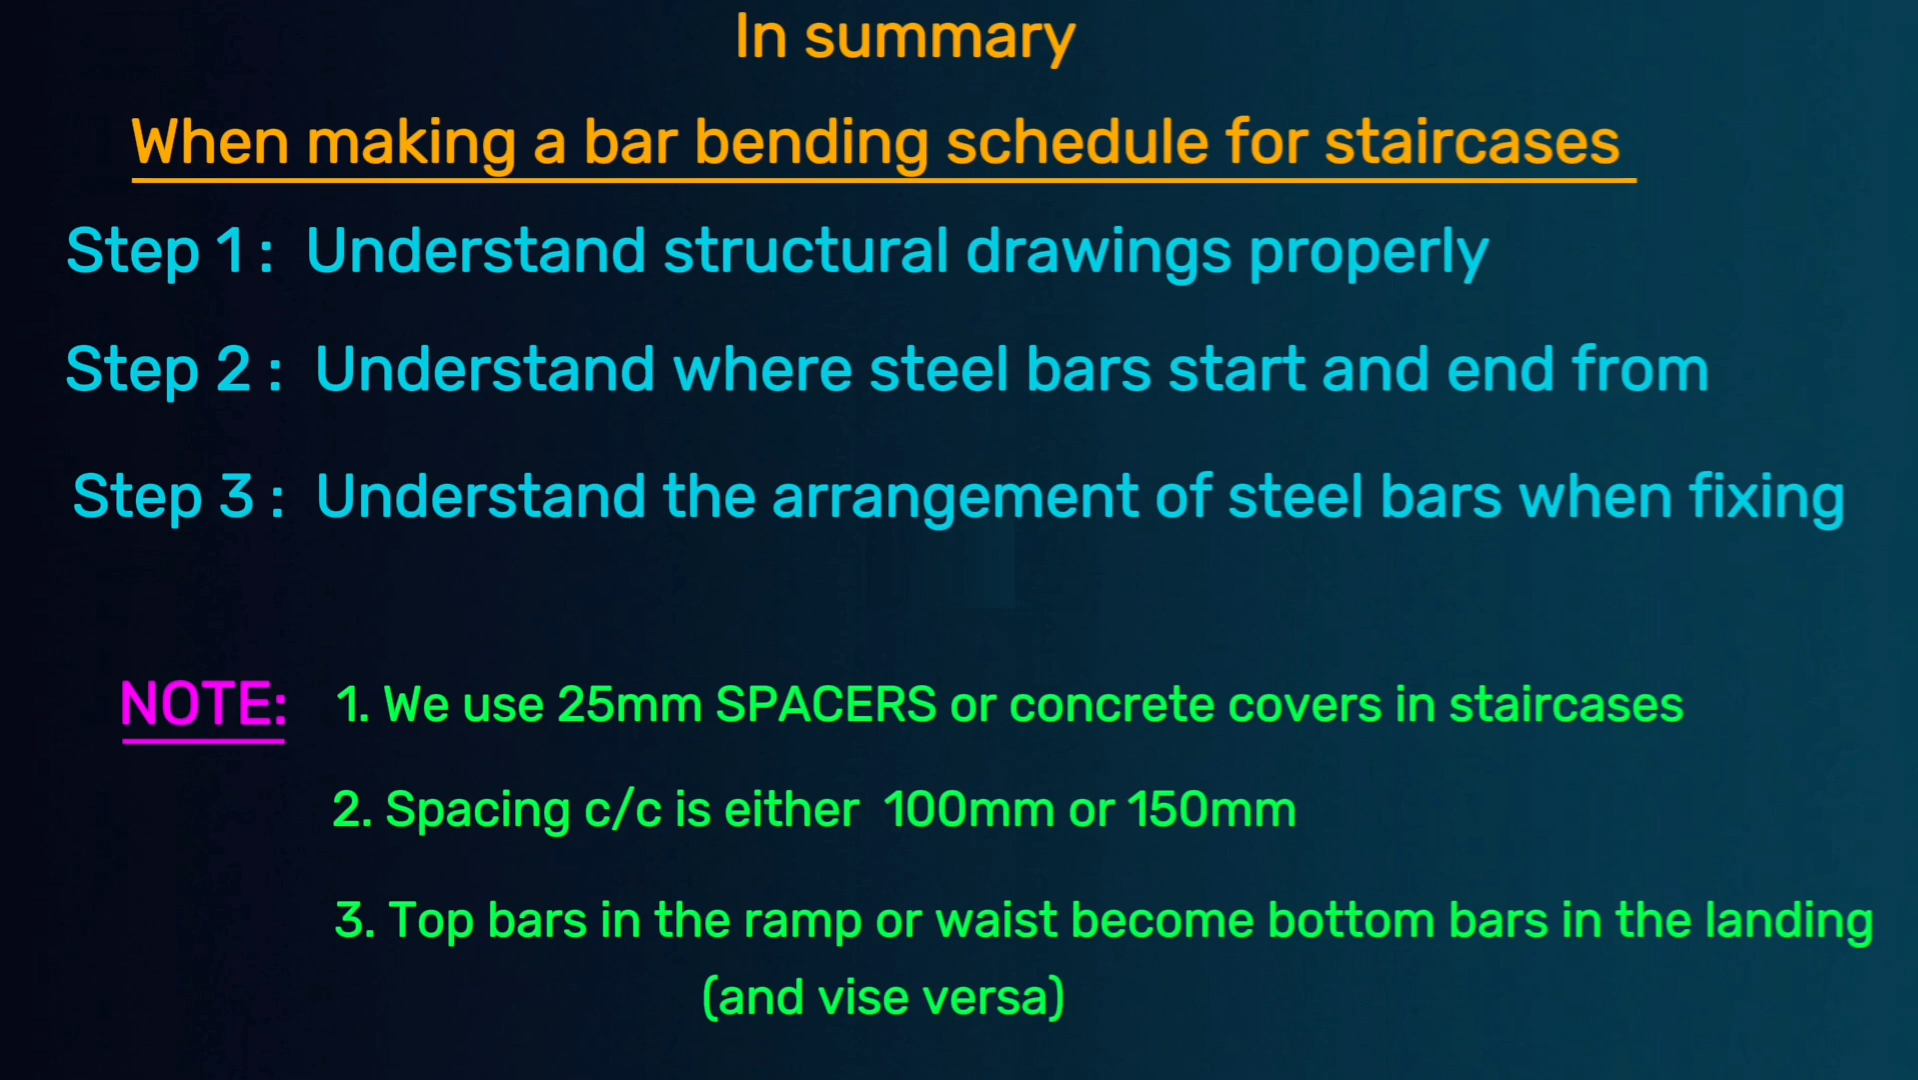 In summary
When making a bar bending schedule for staircases
Step 1 : Understand structural drawings properly
Step 2 : Understand where steel bars start and end from
Step 3 : Understand the arrangement of steel bars when fixing
NOTE: 1. We use 25mm SPACERS or concrete covers in staircases
2. Spacing c/c is either 100mm or 150mm
3. Top bars in the ramp or waist become bottom bars in the landing
(and vise versa)